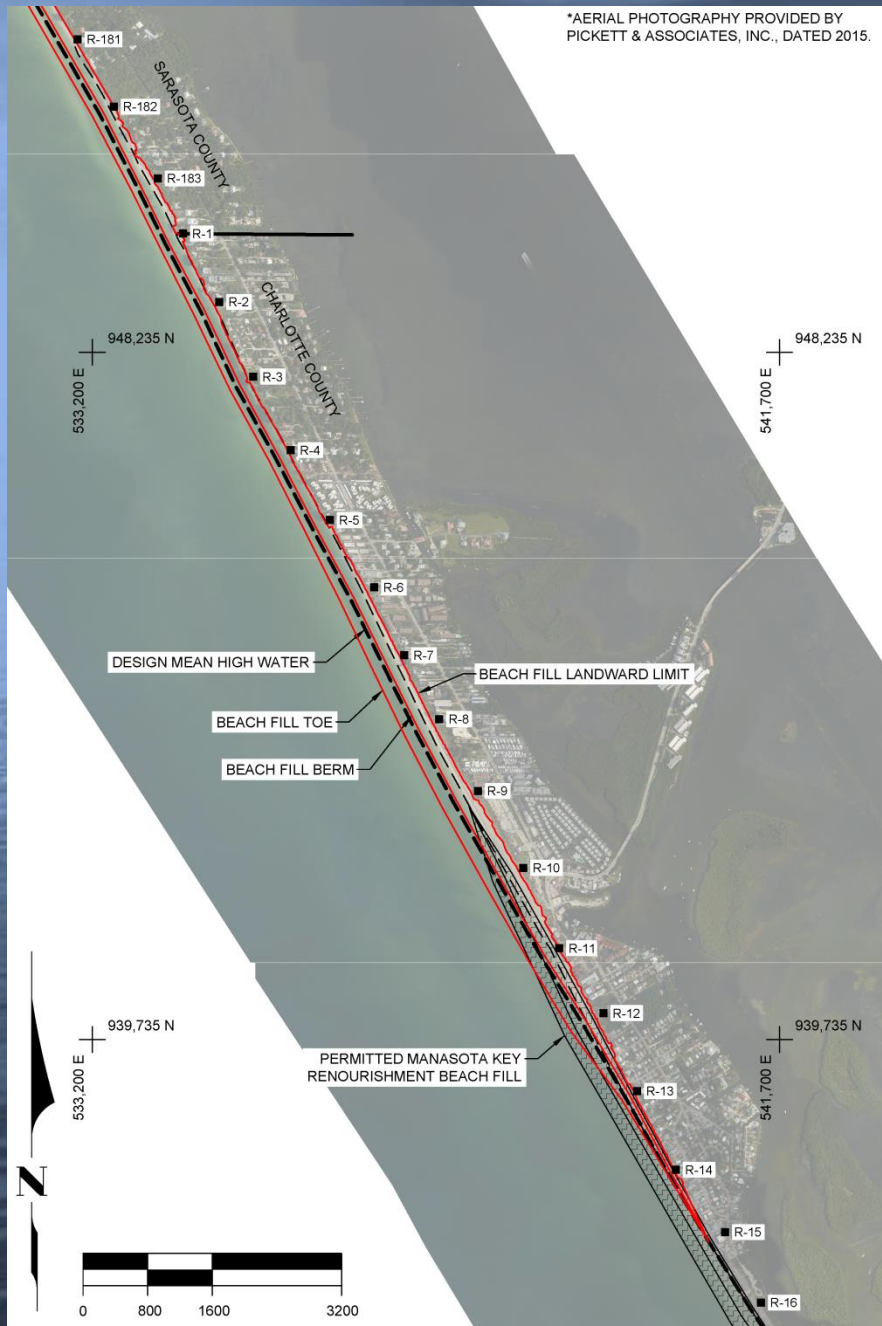 *AERIAL PHOTOGRAPHY PROVIDED BY
PICKETT & ASSOCIATES, INC., DATED 2015.
R-181
SARASOTA COUNTY
R-182
R-183
R-1
R-2
CHARLOTTE COUNTY
948,235 N
533,200 E
948,235 N
541,700 E
R-3
R-4
R-5
R-6
R-7
DESIGN MEAN HIGH WATER
BEACH FILL LANDWARD LIMIT
BEACH FILL TOE
R-8
BEACH FILL BERM
R-9
R-10
R-11
R-12
939,735 N
533,200 E
939,735 N
541,700 E
PERMITTED MANASOTA KEY
RENOURISHMENT BEACH FILL
R-13
R-14
N
R-15
R-16
0 800 1600 3200